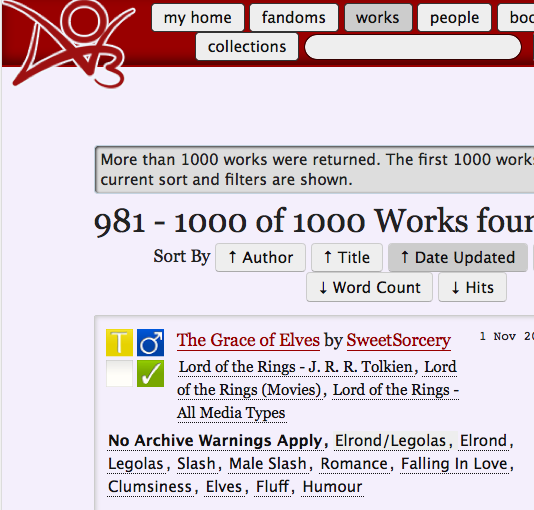 my home fandoms works people boo
collections
More than 1000 works were returned. The first 1000 works
current sort and filters are shown.
981 - 1000 of 1000 Works foun
Sort By ↑ Author ↑ Title ↑ Date Updated
↓ Word Count ↓ Hits
T The Grace of Elves by SweetSorcery 1 Nov 20
Lord of the Rings - J. R. R. Tolkien, Lord
of the Rings (Movies), Lord of the Rings -
All Media Types
No Archive Warnings Apply, Elrond/Legolas, Elrond,
Legolas, Slash, Male Slash, Romance, Falling In Love,
Clumsiness, Elves, Fluff, Humour